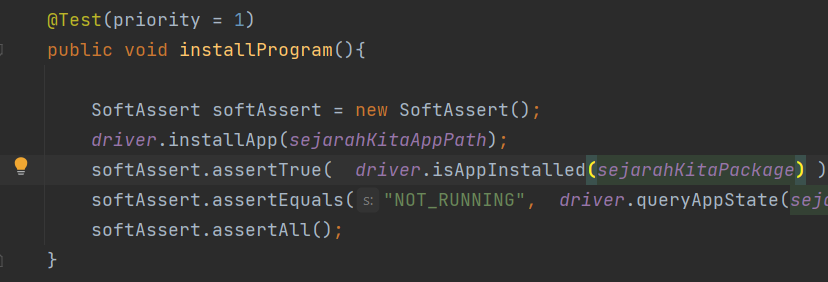 @Test(priority = 1)
public void installProgram(){
SoftAssert softAssert = new SoftAssert();
driver.installApp(sejarahKitaAppPath);
softAssert.assertTrue(  driver.isAppInstalled(sejarahKitaPackage) )
softAssert.assertEquals( s: "NOT_RUNNING",  driver.queryAppState(
softAssert.assertAll();
}